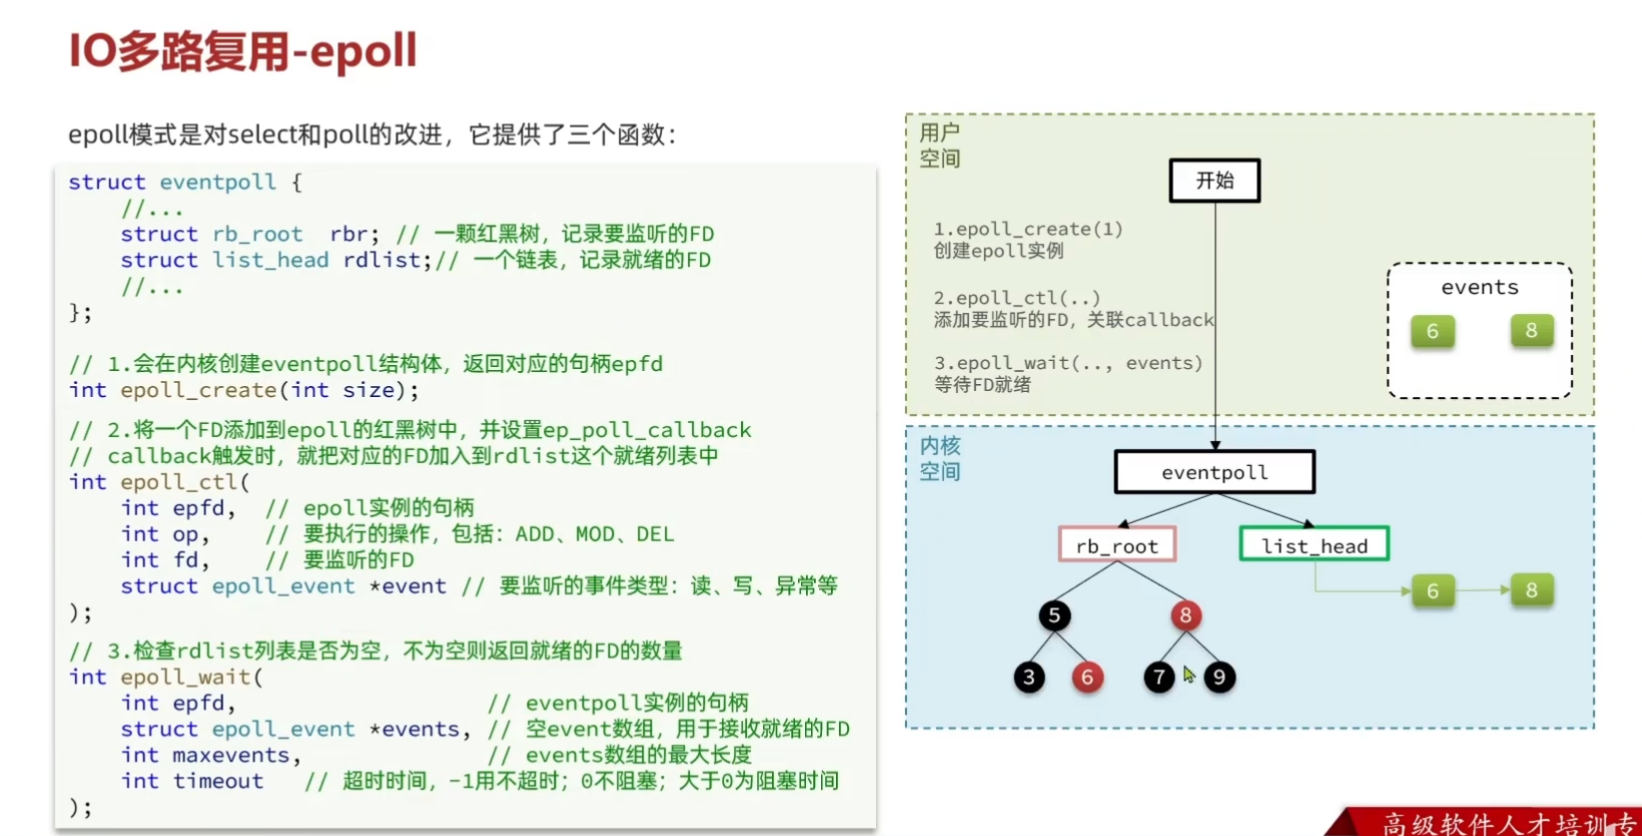 IO多路复用-epoll
epoll模式是对select和poll的改进，它提供了三个函数：
struct eventpoll {
//...
struct rb_root  rbr; // 一颗红黑树，记录要监听的FD
struct list_head rdlist;// 一个链表，记录就绪的FD
//...
};
// 1.会在内核创建eventpoll结构体，返回对应的句柄epfd
int epoll_create(int size);
// 2.将一个FD添加到epoll的红黑树中，并设置ep_poll_callback
// callback触发时，就把对应的FD加入到rdlist这个就绪列表中
int epoll_ctl(
int epfd,  // epoll实例的句柄
int op,    // 要执行的操作，包括：ADD、MOD、DEL
int fd,    // 要监听的FD
struct epoll_event *event // 要监听的事件类型：读、写、异常等
);
// 3.检查rdlist列表是否为空，不为空则返回就绪的FD的数量
int epoll_wait(
int epfd,                   // eventpoll实例的句柄
struct epoll_event *events, // 空event数组，用于接收就绪的FD
int maxevents,              // events数组的最大长度
int timeout   // 超时时间，-1用不超时；0不阻塞；大于0为阻塞时间
);
用户
空间
开始
1.epoll_create(1)
创建epoll实例
2.epoll_ctl(..)
添加要监听的FD，关联callback
3.epoll_wait(.., events)
等待FD就绪
events
6 8
内核
空间
eventpoll
rb_root
list_head
6 8
5 8
3 6 7 9
高级软件人才培训专